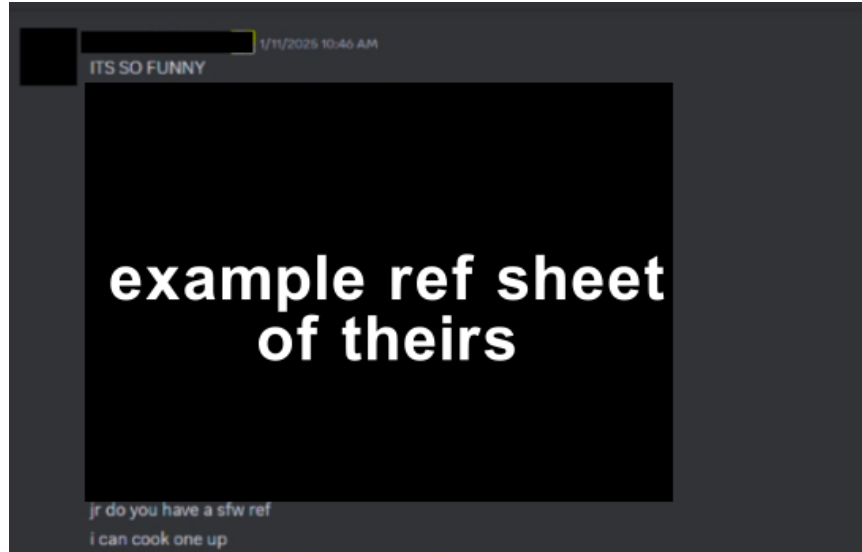 1/11/2025 10:46 AM
ITS SO FUNNY
example ref sheet
of theirs
jr do you have a sfw ref
i can cook one up